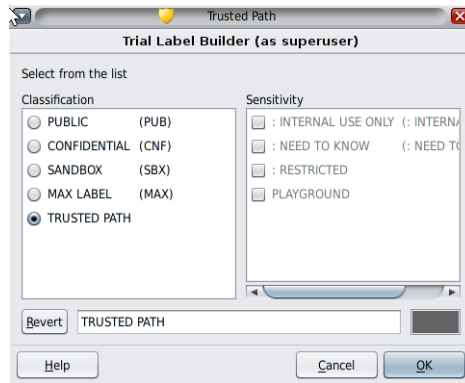 Trusted Path
Trial Label Builder (as superuser)
Select from the list
Classification
PUBLIC (PUB)
CONFIDENTIAL (CNF)
SANDBOX (SBX)
MAX LABEL (MAX)
TRUSTED PATH
Sensitivity
: INTERNAL USE ONLY (: INTERN
: NEED TO KNOW (: NEED T
: RESTRICTED
PLAYGROUND
Revert TRUSTED PATH
Help Cancel OK